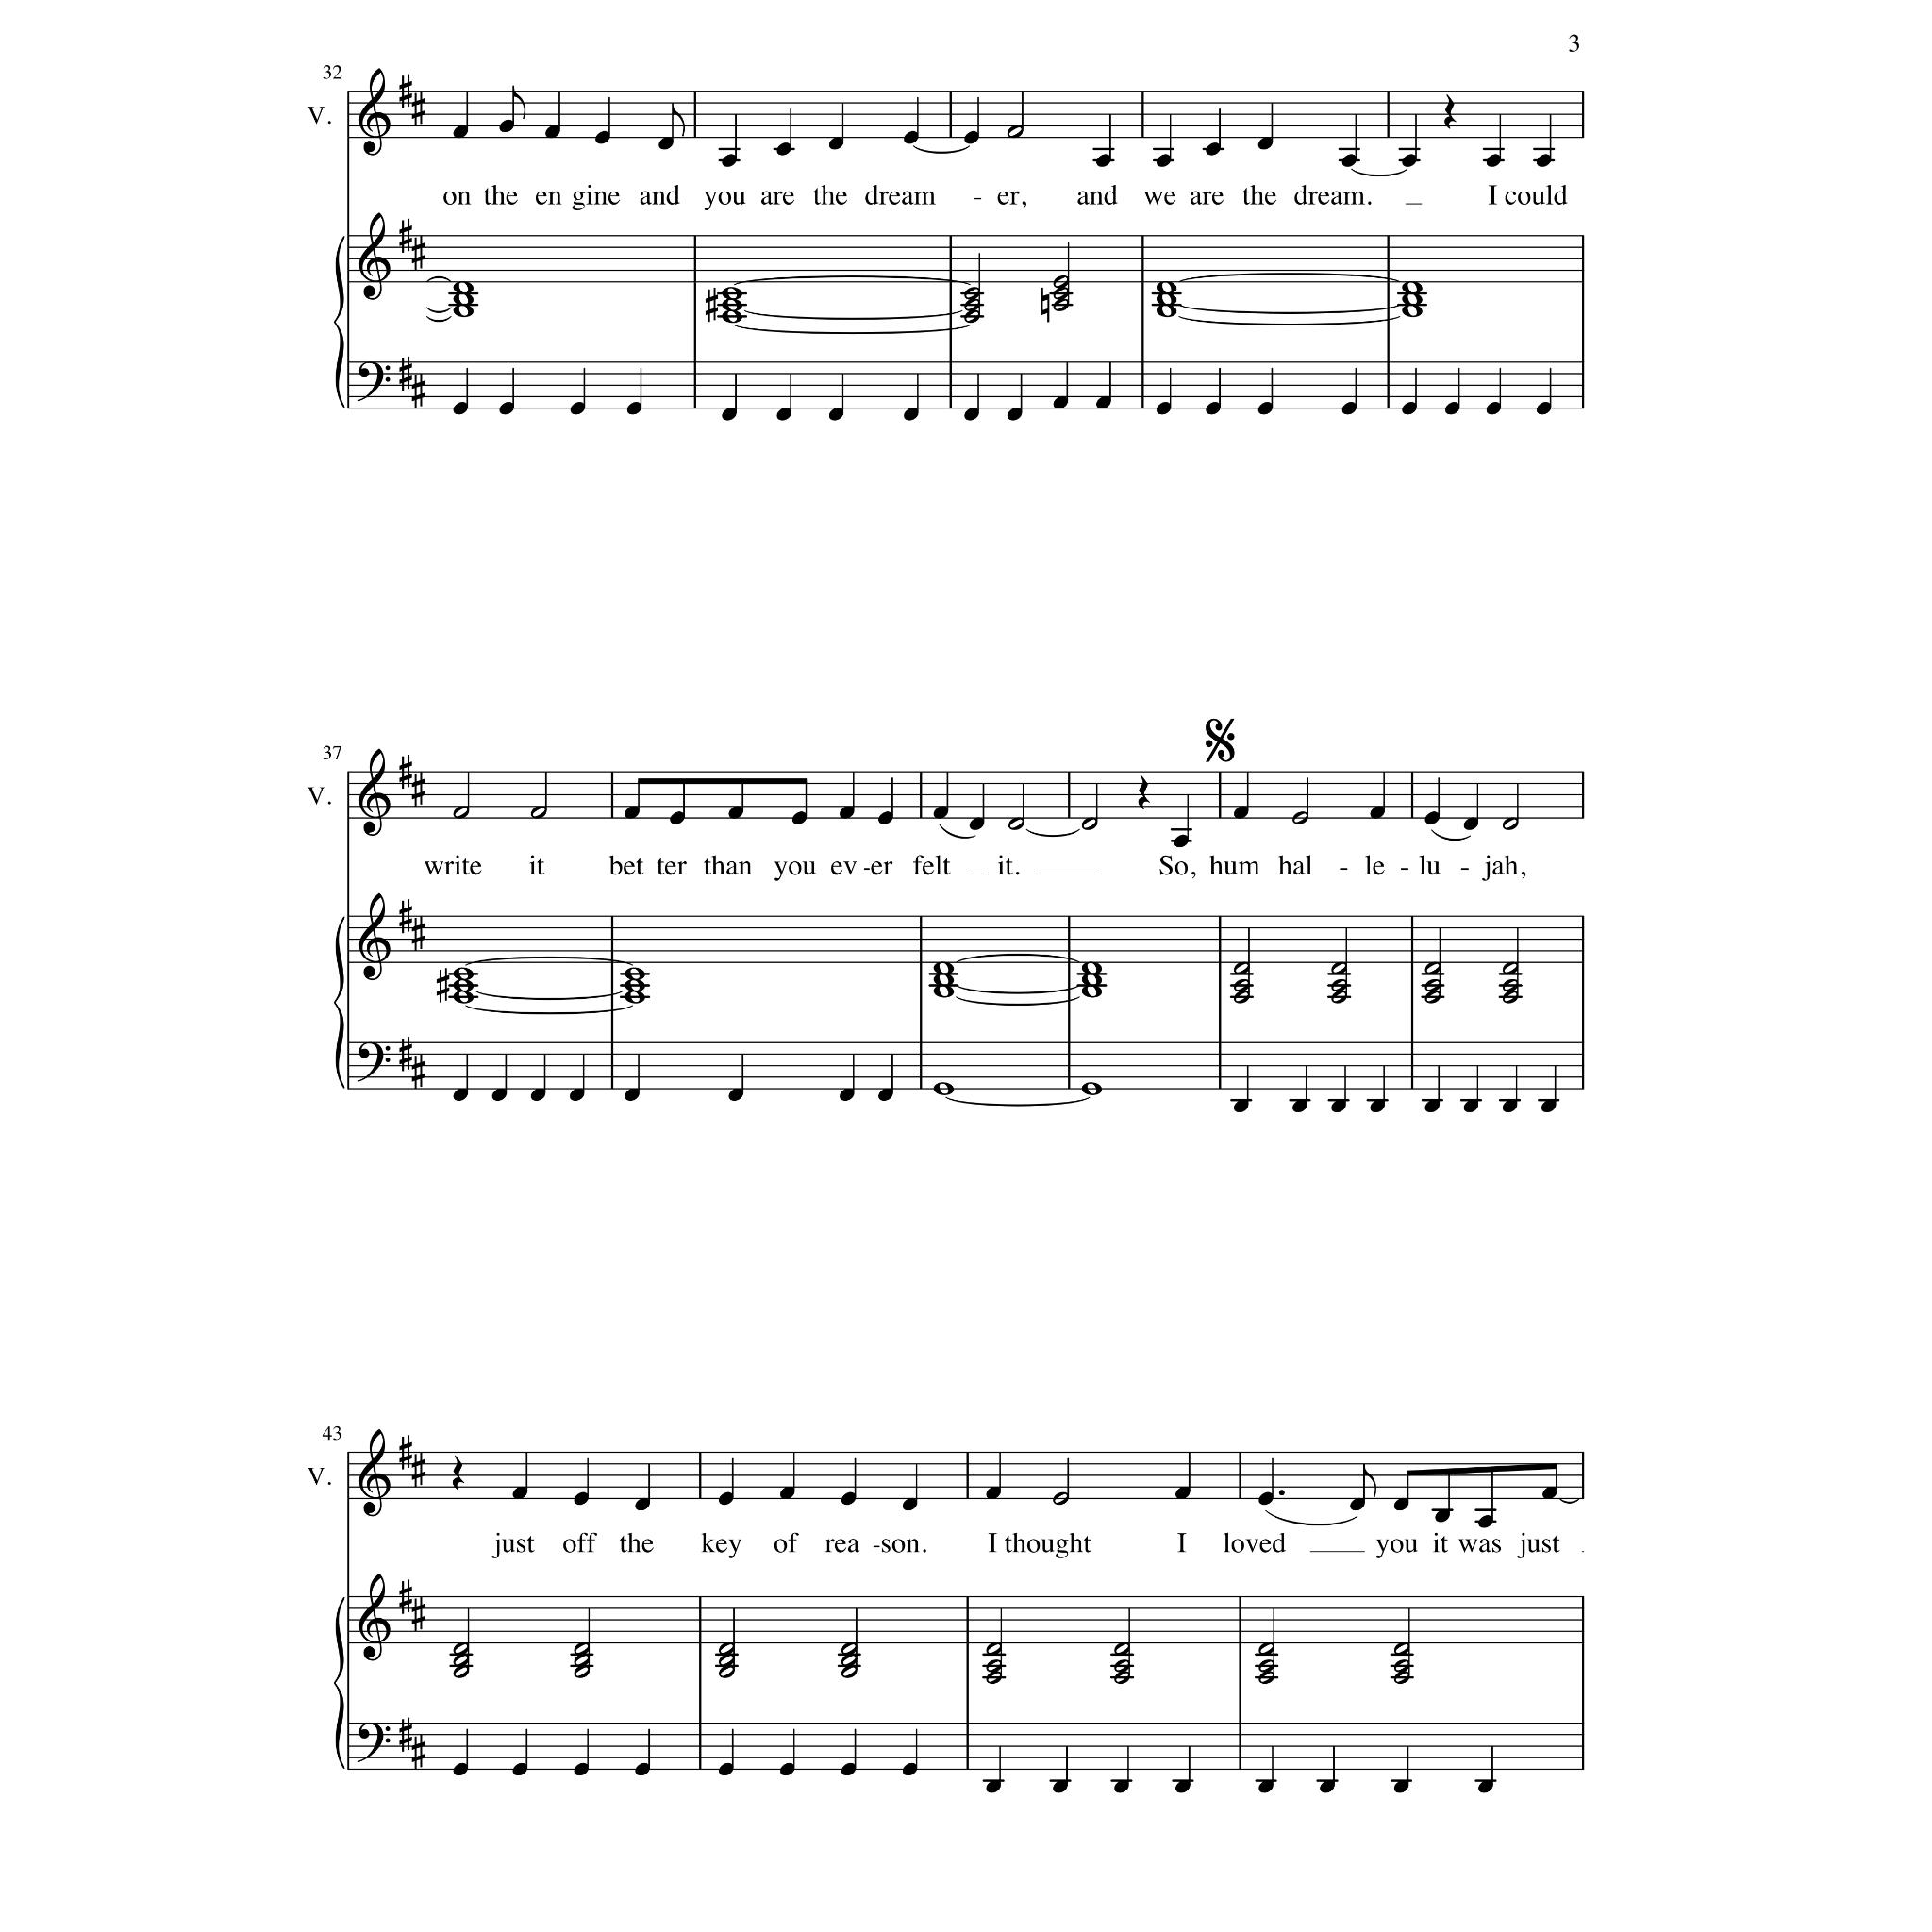 3
32
V.
on the en gine and you are the dream - er, and we are the dream. _ I could
37
V.
write it bet ter than you ev -er felt _ it. _ So, hum hal - le - lu - jah,
43
V.
just off the key of rea -son. I thought I loved _ you it was just _